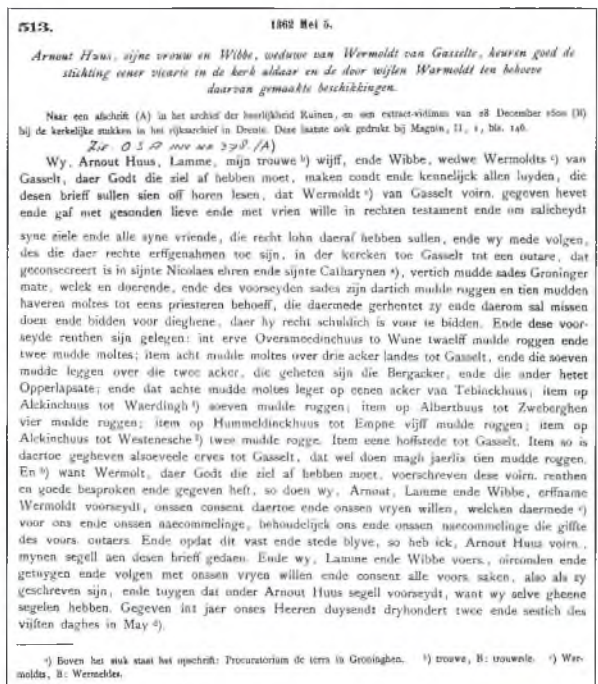 513.
1362 Mei 5.
Arnout Huus, zijne vrouw en Wibbe, weduwe van Wermoldt van Gasselte, keuren goed de
stichting eener vicarie in de kerk aldaar en de door wijlen Warmoldt ten behoeve
daarvan gemaakte beschikkingen.
Naar een afschrift (A) in het archief der heerlijkheid Ruinen, en een extract-vidimus van 28 December 1600 (B)
bij de kerkelijke stukken in het rijksarchief in Drente. Deze laatste ook gedrukt bij Magnin, II, 1, blz. 146.
Zie O S A inv no 378. (A)
Wy, Arnout Huus, Lamme, mijn trouwe b) wijff, ende Wibbe, wedwe Wermoldts c) van
Gasselt, daer Godt die ziel af hebben moet, maken condt ende kennelijck allen luyden, die
desen brieff sullen sien off horen lesen, dat Wermoldt c) van Gasselt voirn. gegeven hevet
ende gaf met gesonden lieve ende met vrien wille in rechten testament ende om zalicheydt
syne ziele ende alle syne vriende, die recht lohn daeraf hebben sullen, ende wy mede volgen,
des die daer rechte erffgenahmen toe sijn, in der kercken toe Gasselt tot een outare, dat
geconsecreert is in sijnte Nicolaes ehren ende sijnte Catharynen a), vertich mudde sades Groninger
mate, welck en doerende, ende des voorseyden sades zijn dartich mudde roggen en tien mudden
haveren moltes tot eens priesteren behoeff, die daermede gerhentet zy ende daerom sal missen
doen ende bidden voor dieghene, daer hy recht schuldich is voor te bidden. Ende dese voor-
seyde renthen sijn gelegen: int erve Oversmeedinchuus to Wune twaelff mudde roggen ende
twee mudde moltes; item acht mudde moltes over drie acker landes tot Gasselt, ende die soeven
mudde leggen over die twee acker, die geheten sijn die Bergacker, ende die ander hetet
Opperlapsate; ende dat achte mudde moltes leget op eenen acker van Tebinckhuus; item op
Alckinchuus tot Waerdingh b) soeven mudde roggen; item op Alberthuus tot Zweberghen
vier mudde roggen; item op Hummeldinckhuus tot Empne vijff mudde roggen; item op
Alckinchuus tot Westenesche b) twee mudde rogge. Item eene hoffstede tot Gasselt. Item so is
daertoe gegheven alsoeveele erves tot Gasselt, dat wel doen magh jaerlix tien mudde roggen.
En b) want Wermolt, daer Godt die ziel af hebben moet, voerschreven dese voirn. renthen
en goede besproken ende gegeven heft, so doen wy, Arnout, Lamme ende Wibbe, erffname
Wermoldt voorseydt, onssen consent daertoe ende onssen vryen willen, welcken daermede c)
voor ons ende onssen naecommelinge, behoudelijck ons ende onssen naecommelinge die giffte
des vours. outaers. Ende opdat dit vast ende stede blyve, so heb ick, Arnout Huus voirn.,
mynen segell aen desen brieff gedaen. Ende wy, Lamme ende Wibbe voers., oirconden ende
getuygen ende volgen met onssen vryen willen ende consent alle voors. saken, also als zy
geschreven sijn, ende tuygen dat onder Arnout Huus segell voorseydt, want wy selve gheene
segelen hebben. Gegeven int jaer onses Heeren duysendt dryhondert twee ende sestich des
vijften daghes in May d).
a) Boven het stuk staat het opschrift: Procuratorium de terra in Groninghen. b) trouwe, B: trouwele. c) Wer-
moldts, B: Wermeldes.